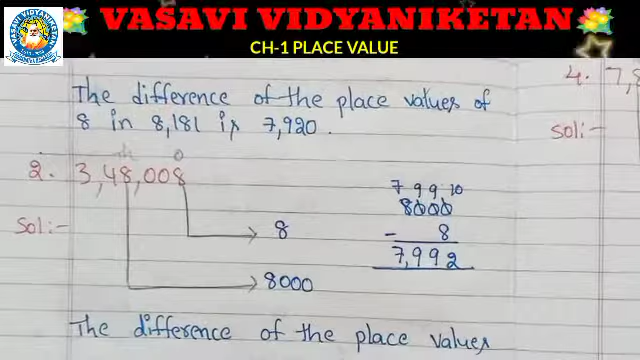 VASAVI VIDYANIKETAN
CH-1 PLACE VALUE
The difference of the place values of
8 in 8,181 is 7,920.
4. 7,8
Sol:-
2. 3,48,008
Sol:-
8
8000
7 9 9 10
8000
- 8
7,992
The difference of the place values